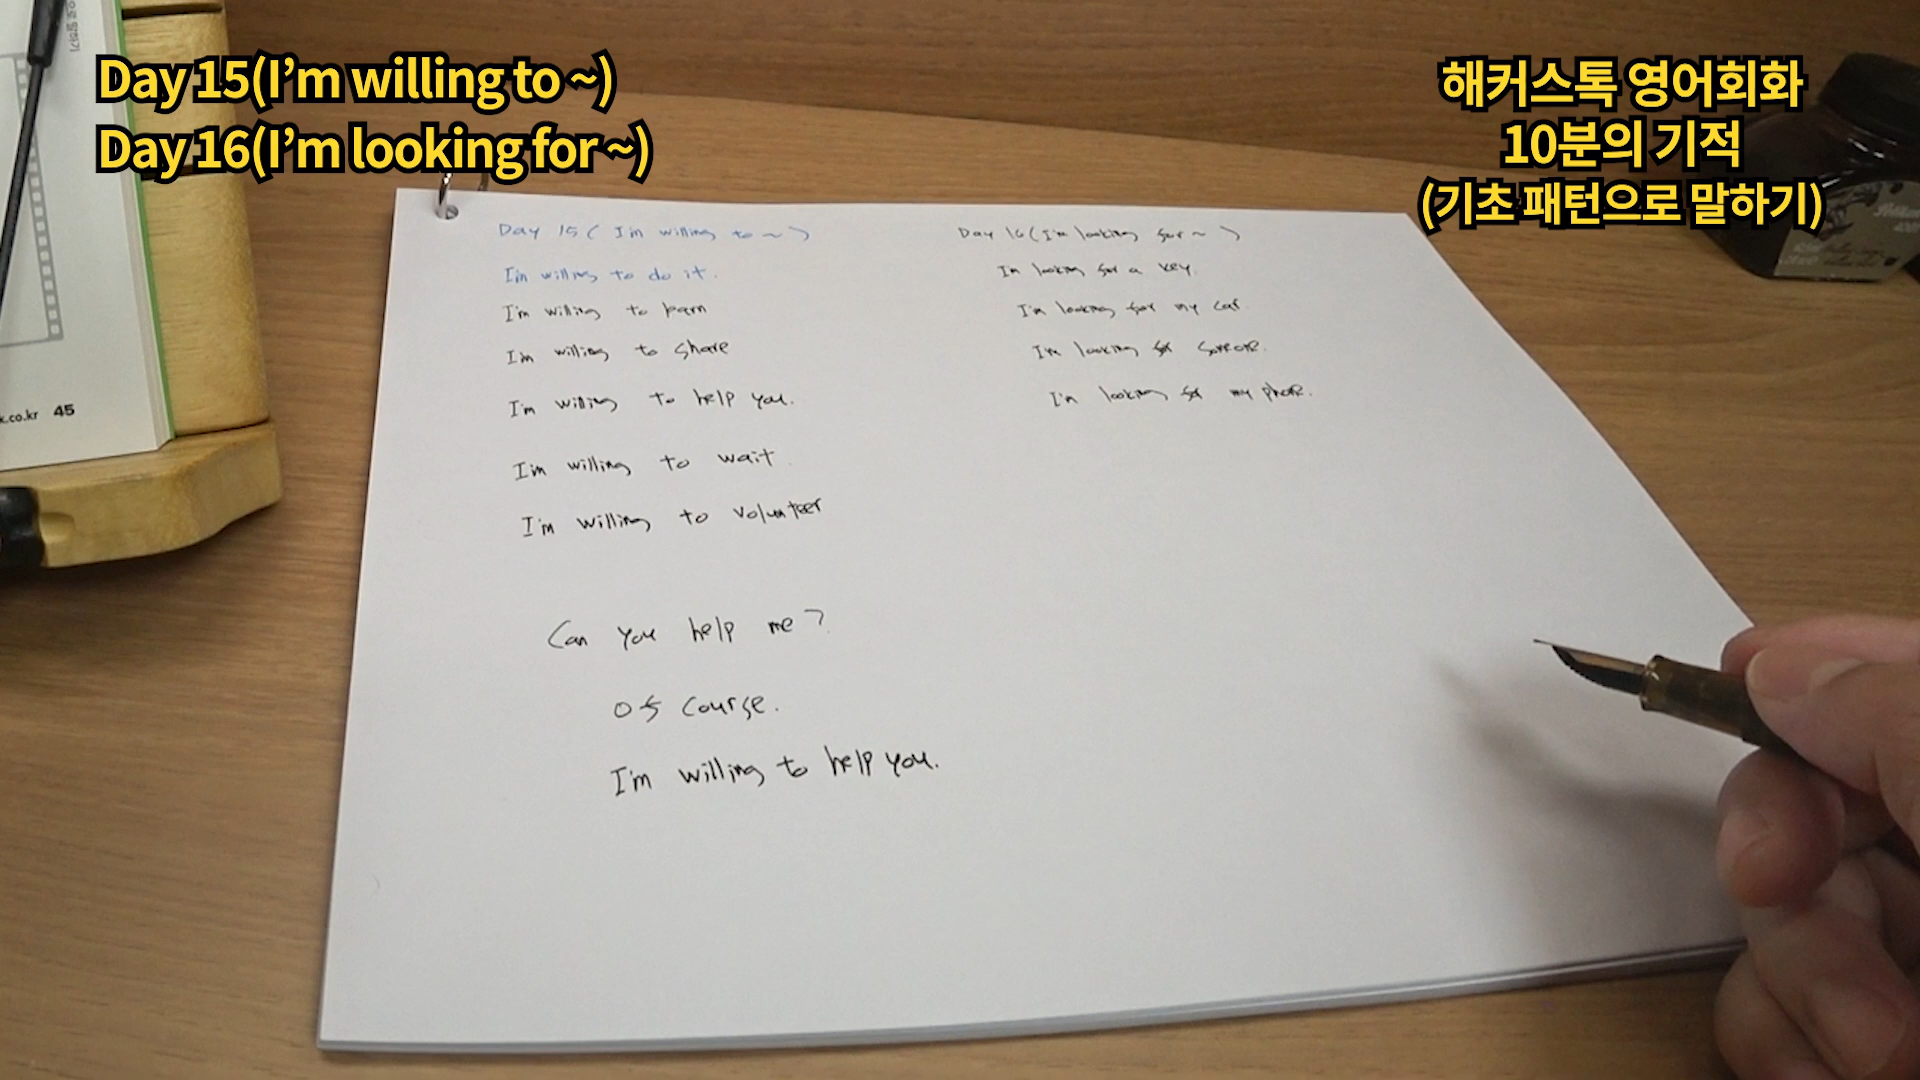 Day 15(I’m willing to ~)
Day 16(I’m looking for ~)
해커스톡 영어회화
10분의 기적
(기초 패턴으로 말하기)
k.co.kr 45
Day 15 ( I'm willing to ~ )
I'm willing to do it.
I'm willing to learn
I'm willing to share
I'm willing to help you.
I'm willing to wait.
I'm willing to volunteer
Can you help me?
Of course.
I'm willing to help you.
Day 16 (I'm looking for ~ )
I'm looking for a key.
I'm looking for my car.
I'm looking for someone.
I'm looking for my phone.